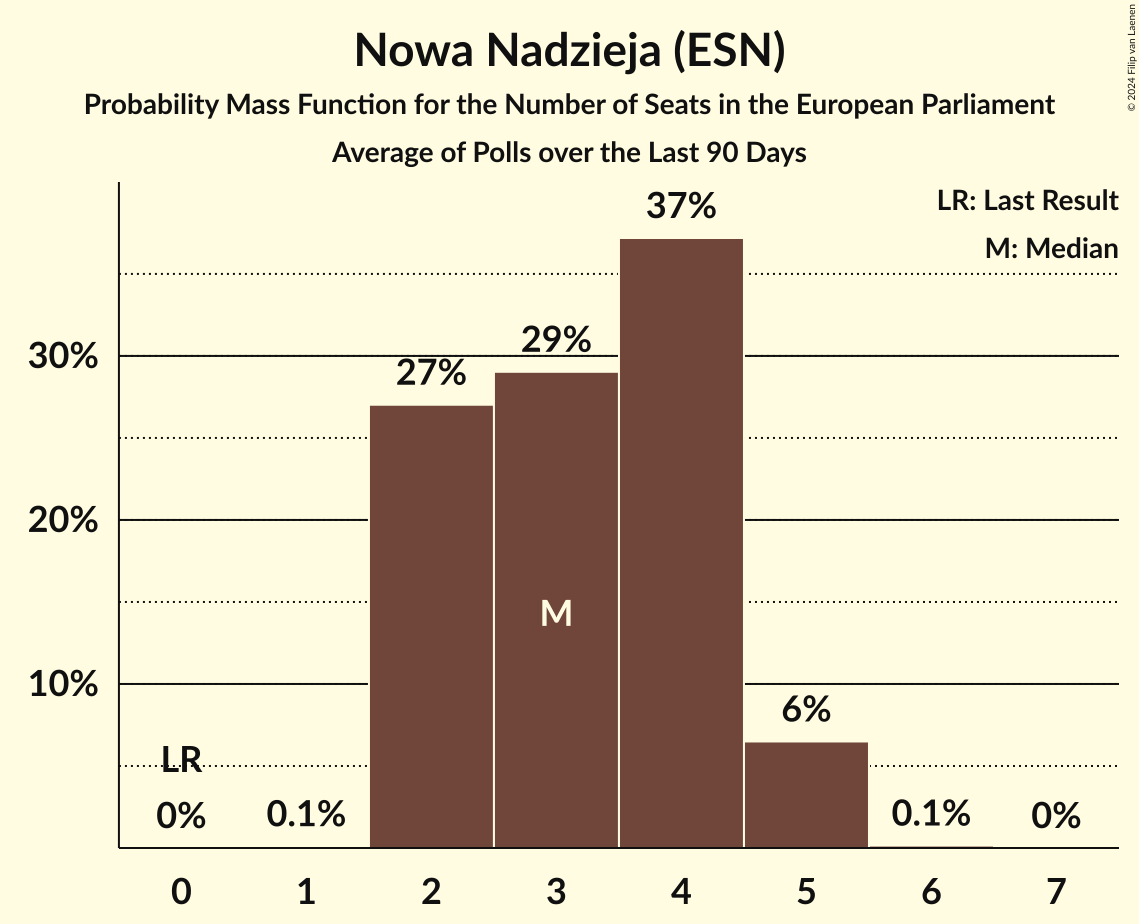 Nowa Nadzieja (ESN)
Probability Mass Function for the Number of Seats in the European Parliament
Average of Polls over the Last 90 Days
© 2024 Filip van Laenen
LR: Last Result
M: Median
37%
29%
27%
30%
20%
M
10%
6%
LR
0%
0.1%
0.1%
0%
0 1 2 3 4 5 6 7